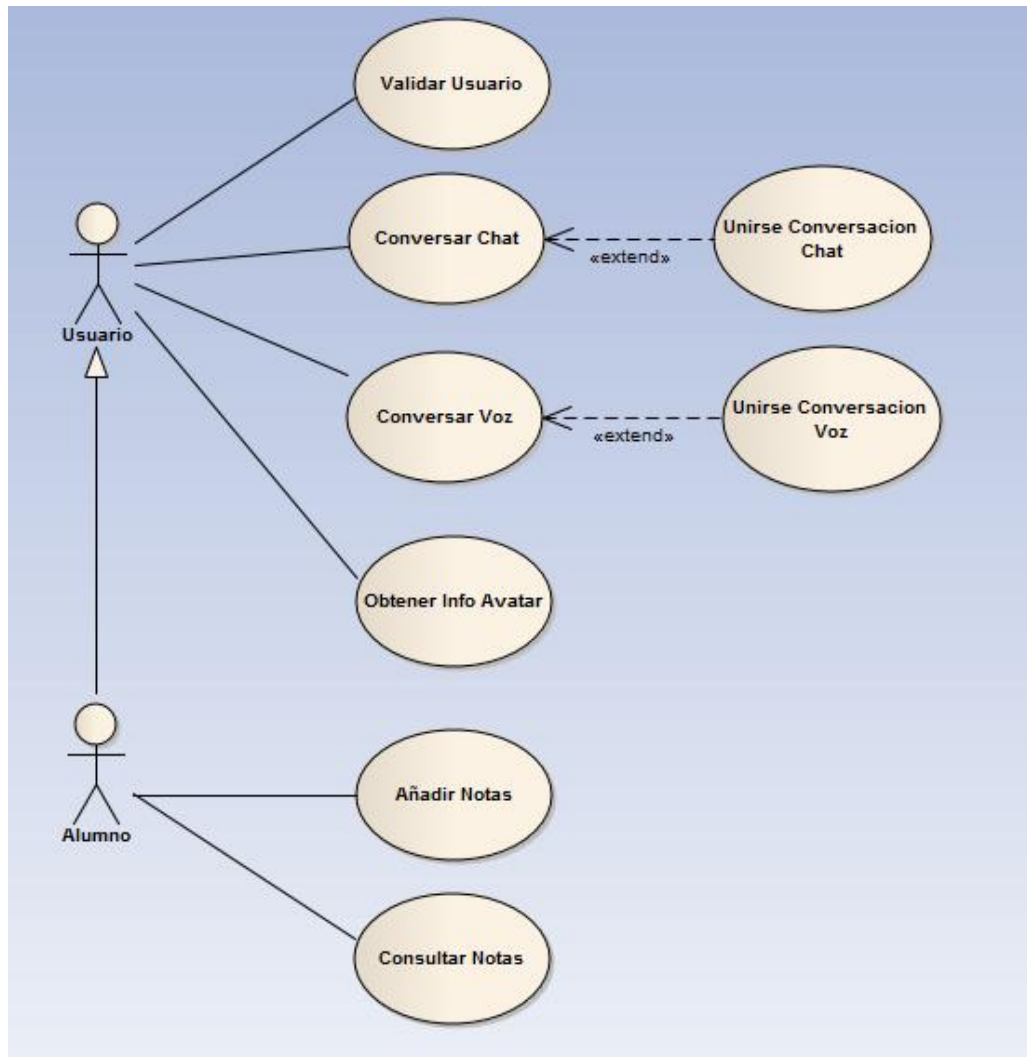 Validar Usuario
Conversar Chat
«extend»
Unirse Conversacion
Chat
Usuario
Conversar Voz
«extend»
Unirse Conversacion
Voz
Obtener Info Avatar
Alumno
Añadir Notas
Consultar Notas